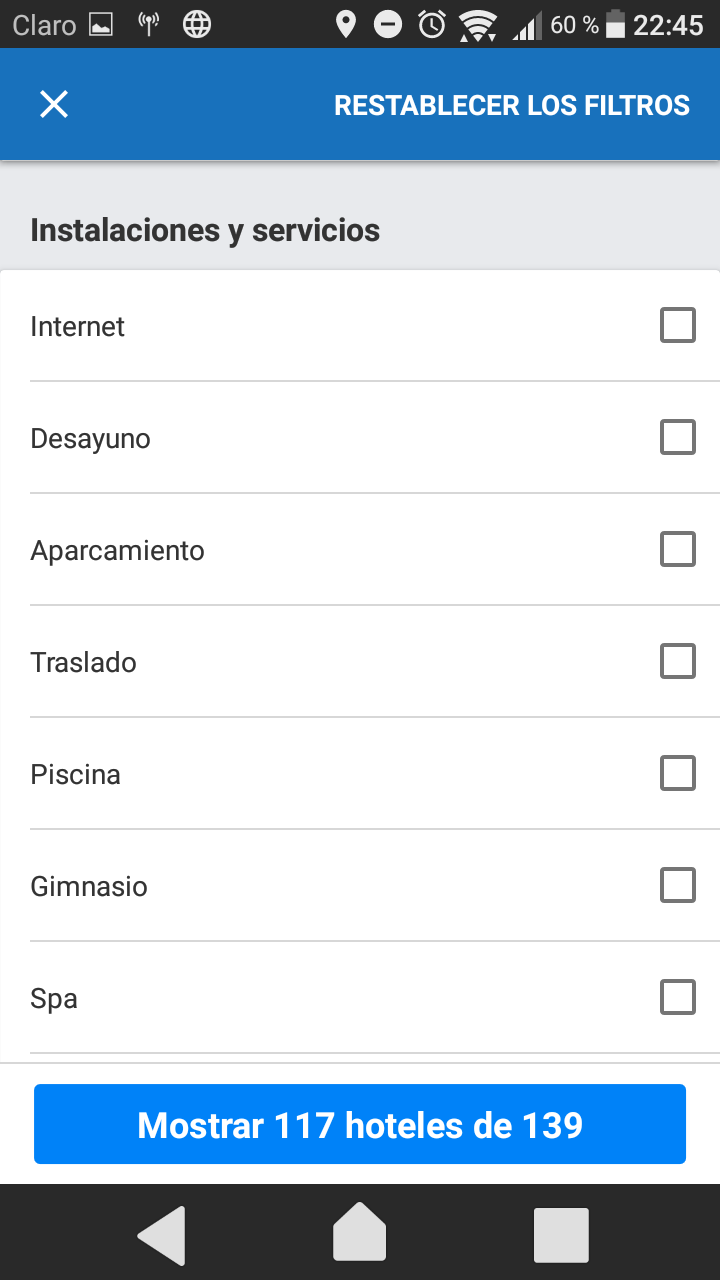 Claro 60 % 22:45
RESTABLECER LOS FILTROS
Instalaciones y servicios
Internet
Desayuno
Aparcamiento
Traslado
Piscina
Gimnasio
Spa
Mostrar 117 hoteles de 139